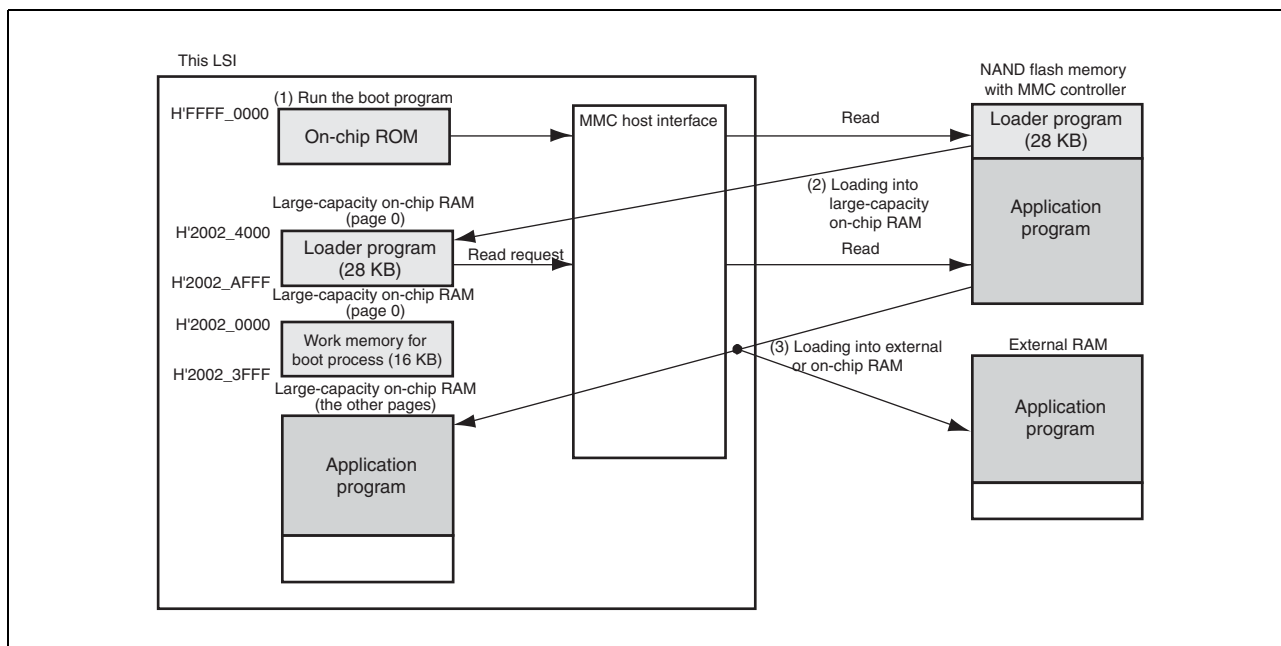 This LSI
(1) Run the boot program
H'FFFF_0000
On-chip ROM
MMC host interface
Read
NAND flash memory
with MMC controller
Loader program
(28 KB)
Application
program
(2) Loading into
large-capacity
on-chip RAM
Large-capacity on-chip RAM
(page 0)
H'2002_4000
Loader program
(28 KB)
Read request
Read
H'2002_AFFF
Large-capacity on-chip RAM
(page 0)
H'2002_0000
Work memory for
boot process (16 KB)
H'2002_3FFF
(3) Loading into external
or on-chip RAM
External RAM
Application
program
Large-capacity on-chip RAM
(the other pages)
Application
program